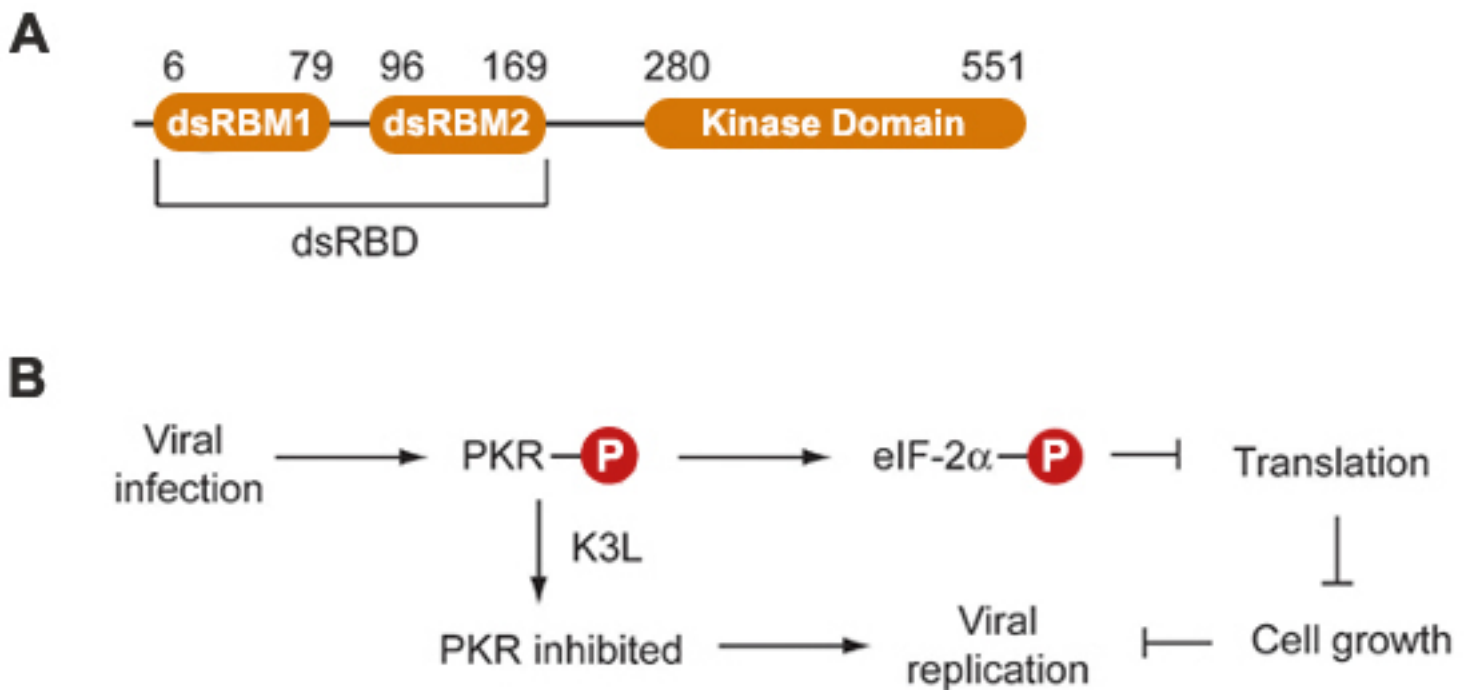 A
6 79 96 169 280 551
dsRBM1 dsRBM2 Kinase Domain
dsRBD
B
Viral
infection
PKR P
eIF-2α P
Translation
K3L
PKR inhibited
Viral
replication
Cell growth